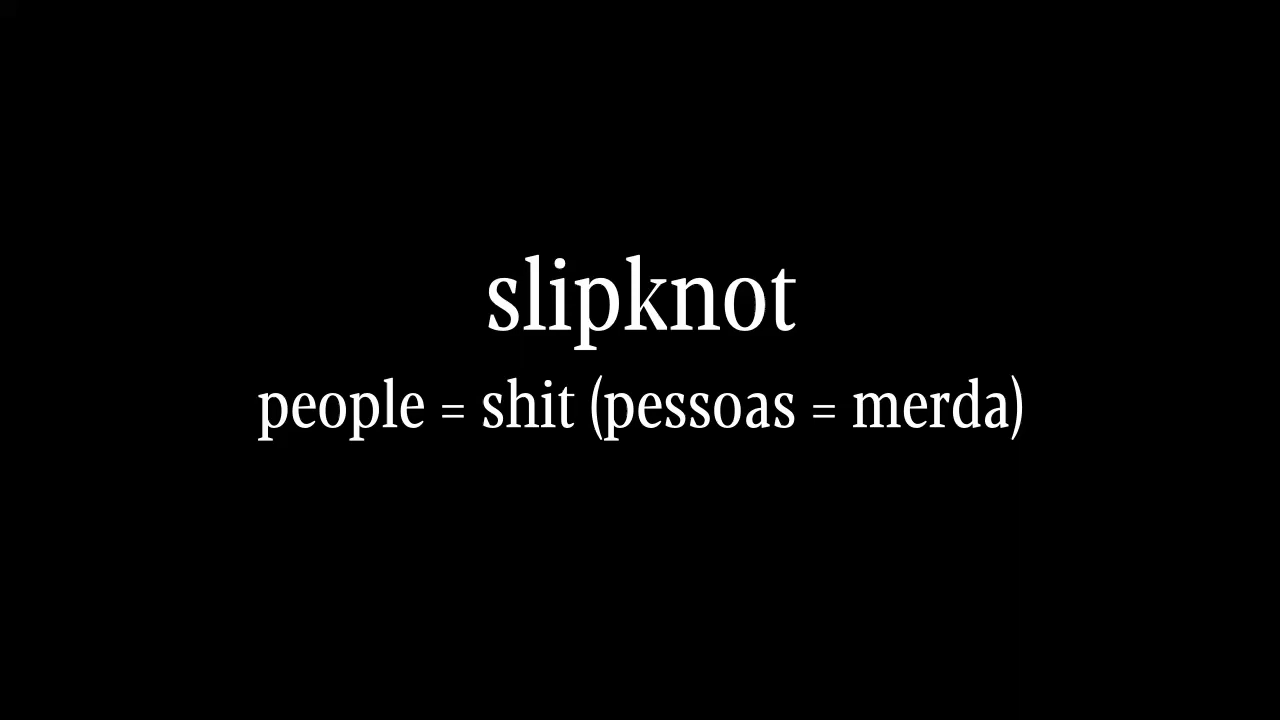 slipknot
people = shit (pessoas = merda)